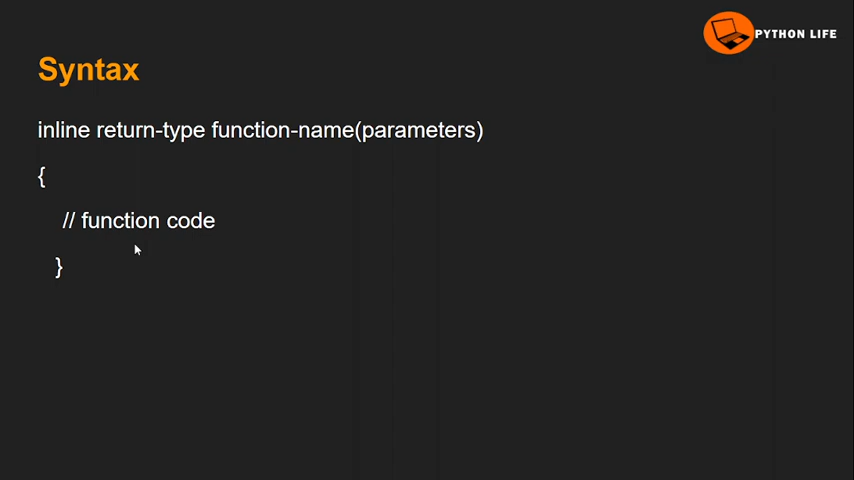 PYTHON LIFE
Syntax
inline return-type function-name(parameters)
{
// function code
}